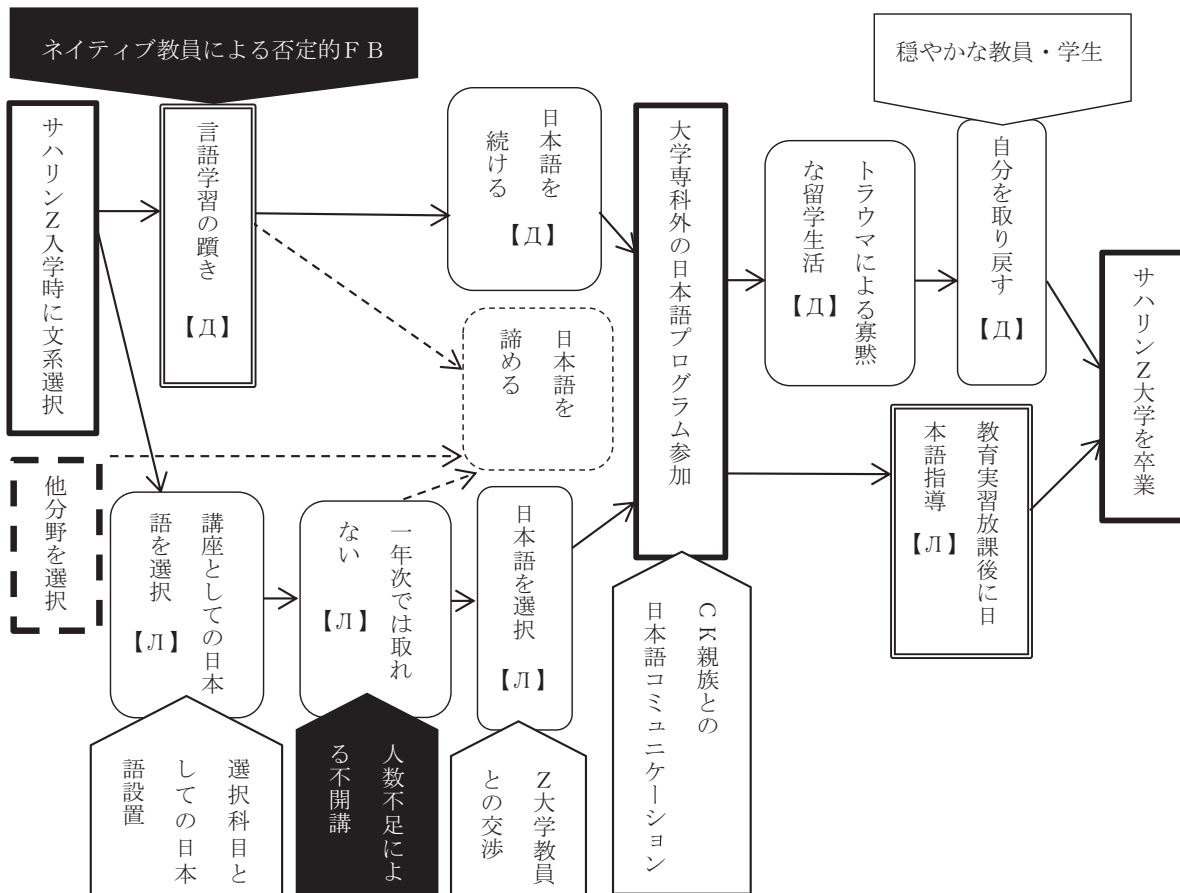 ネイティブ教員による否定的ＦＢ
穏やかな教員・学生
サハリンＺ入学時に文系選択
言語学習の躓き
【Д】
日本語を
続ける
【Д】
日本語を
諦める
大学専科外の日本語プログラム参加
トラウマによる寡黙
な留学生活
【Д】
自分を取り戻す
【Д】
サハリンＺ大学を卒業
他分野を選択
講座としての日本
語を選択
【Л】
一年次では取れ
ない
【Л】
日本語を選択
【Л】
教育実習放課後に日
本語指導
【Л】
選択科目と
しての日本
語設置
人数不足によ
る不開講
Ｚ大学教員
との交渉
ＣＫ親族との
日本語コミュニケーション